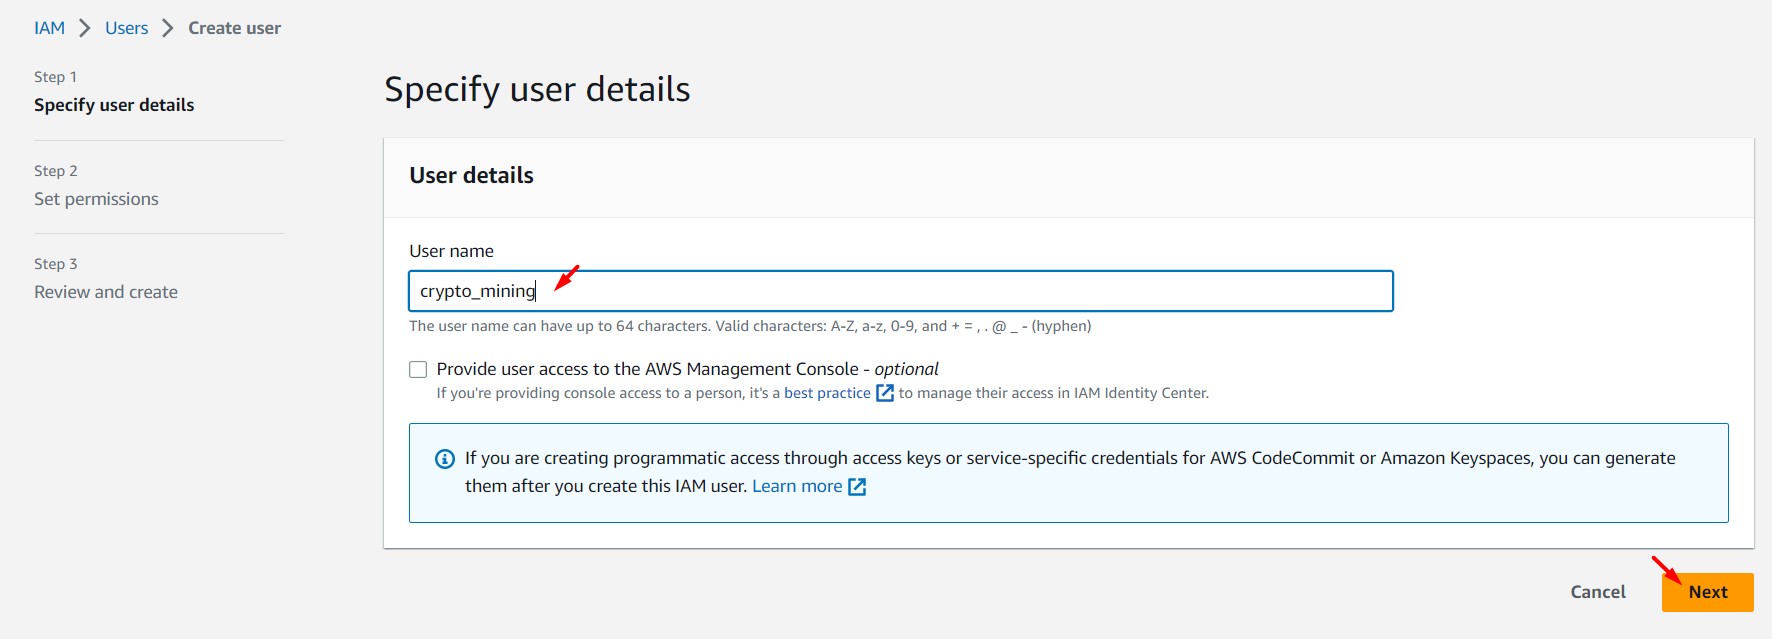 IAM > Users > Create user
Step 1
Specify user details
Step 2
Set permissions
Step 3
Review and create
Specify user details
User details
User name
crypto_mining
The user name can have up to 64 characters. Valid characters: A-Z, a-z, 0-9, and + = , . @ _ - (hyphen)
Provide user access to the AWS Management Console - optional
If you're providing console access to a person, it's a best practice to manage their access in IAM Identity Center.
If you are creating programmatic access through access keys or service-specific credentials for AWS CodeCommit or Amazon Keyspaces, you can generate
them after you create this IAM user. Learn more
Cancel
Next